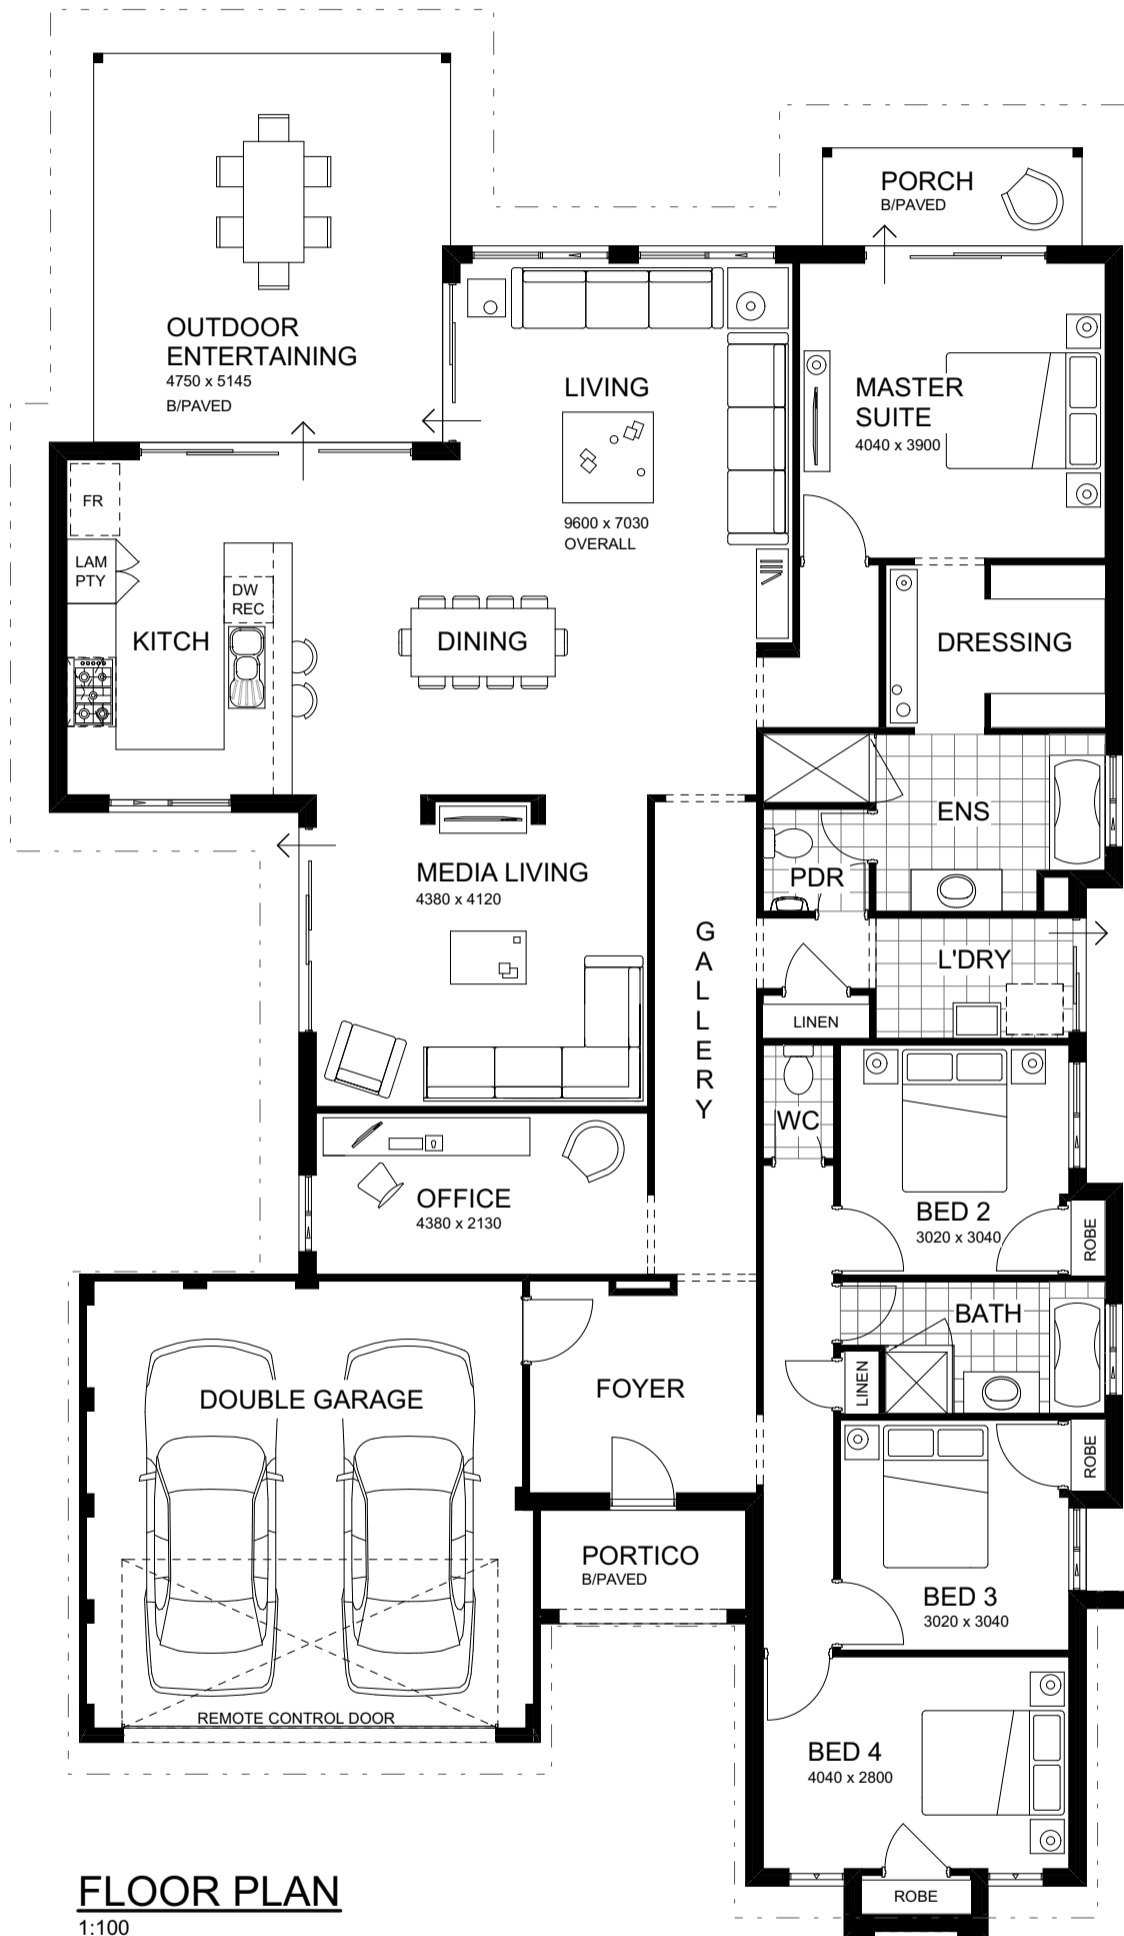 PORCH
B/PAVED
OUTDOOR
ENTERTAINING
4750 x 5145
B/PAVED
LIVING
9600 x 7030
OVERALL
MASTER
SUITE
4040 x 3900
FR
LAM
PTY
KITCH
DW
REC
DINING
DRESSING
ENS
PDR
MEDIA LIVING
4380 x 4120
GALLERY
L'DRY
LINEN
WC
BED 2
3020 x 3040
ROBE
OFFICE
4380 x 2130
BATH
LINEN
FOYER
DOUBLE GARAGE
ROBE
PORTICO
B/PAVED
BED 3
3020 x 3040
REMOTE CONTROL DOOR
BED 4
4040 x 2800
ROBE
FLOOR PLAN
1:100